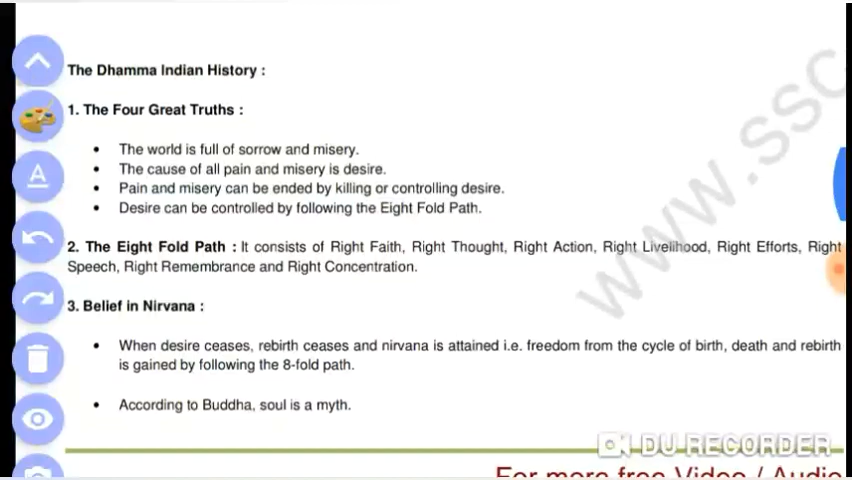 The Dhamma Indian History :
1. The Four Great Truths :
• The world is full of sorrow and misery.
• The cause of all pain and misery is desire.
• Pain and misery can be ended by killing or controlling desire.
• Desire can be controlled by following the Eight Fold Path.
2. The Eight Fold Path : It consists of Right Faith, Right Thought, Right Action, Right Livelihood, Right Efforts, Right
Speech, Right Remembrance and Right Concentration.
3. Belief in Nirvana :
• When desire ceases, rebirth ceases and nirvana is attained i.e. freedom from the cycle of birth, death and rebirth
is gained by following the 8-fold path.
• According to Buddha, soul is a myth.
www.ssc
DU RECORDER
For more free Video / Audio
A